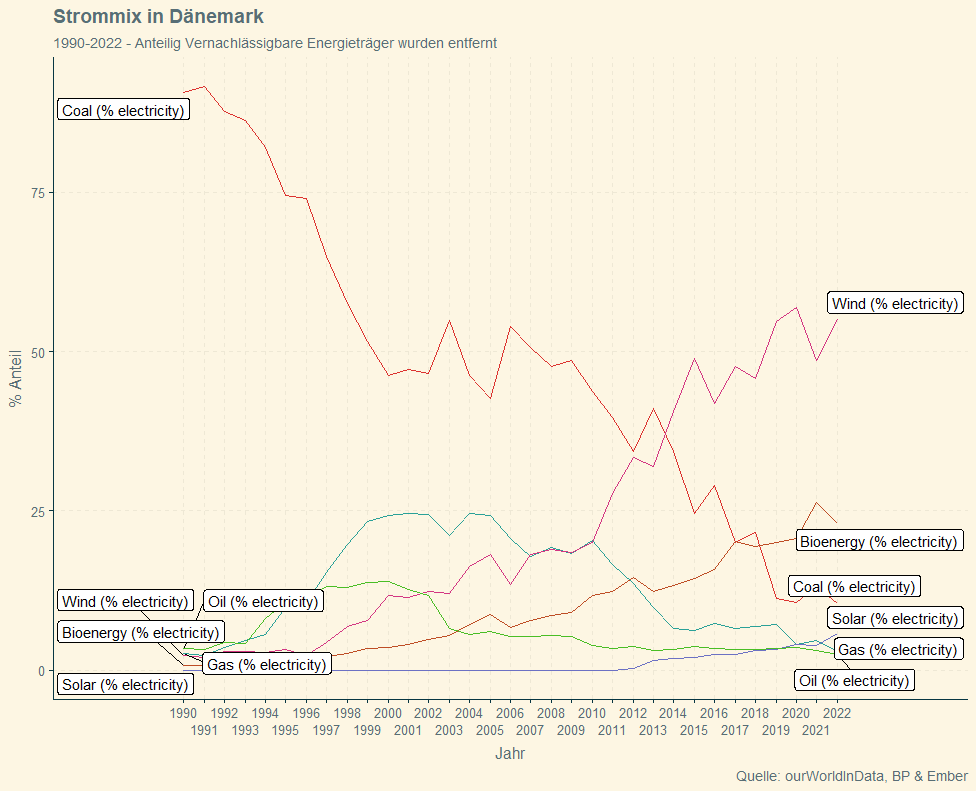 Strommix in Dänemark
1990-2022 - Anteilig Vernachlässigbare Energieträger wurden entfernt
Coal (% electricity)
75
Wind (% electricity)
50
% Anteil
25
Bioenergy (% electricity)
Coal (% electricity)
Wind (% electricity)
Oil (% electricity)
Solar (% electricity)
Bioenergy (% electricity)
Gas (% electricity)
Gas (% electricity)
0
Solar (% electricity)
Oil (% electricity)
1990 1992 1994 1996 1998 2000 2002 2004 2006 2008 2010 2012 2014 2016 2018 2020 2022
1991 1993 1995 1997 1999 2001 2003 2005 2007 2009 2011 2013 2015 2017 2019 2021
Jahr
Quelle: ourWorldInData, BP & Ember